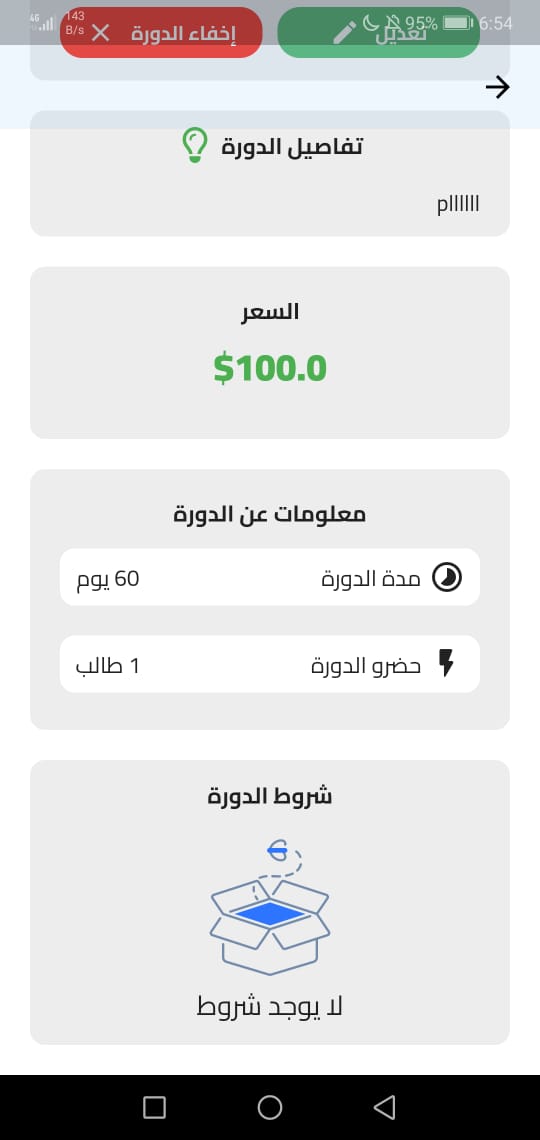 4G 143 B/s 95% 6:54
تعديل
إخفاء الدورة
تفاصيل الدورة
pllllll
السعر
$100.0
معلومات عن الدورة
مدة الدورة 60 يوم
حضرو الدورة 1 طالب
شروط الدورة
لا يوجد شروط